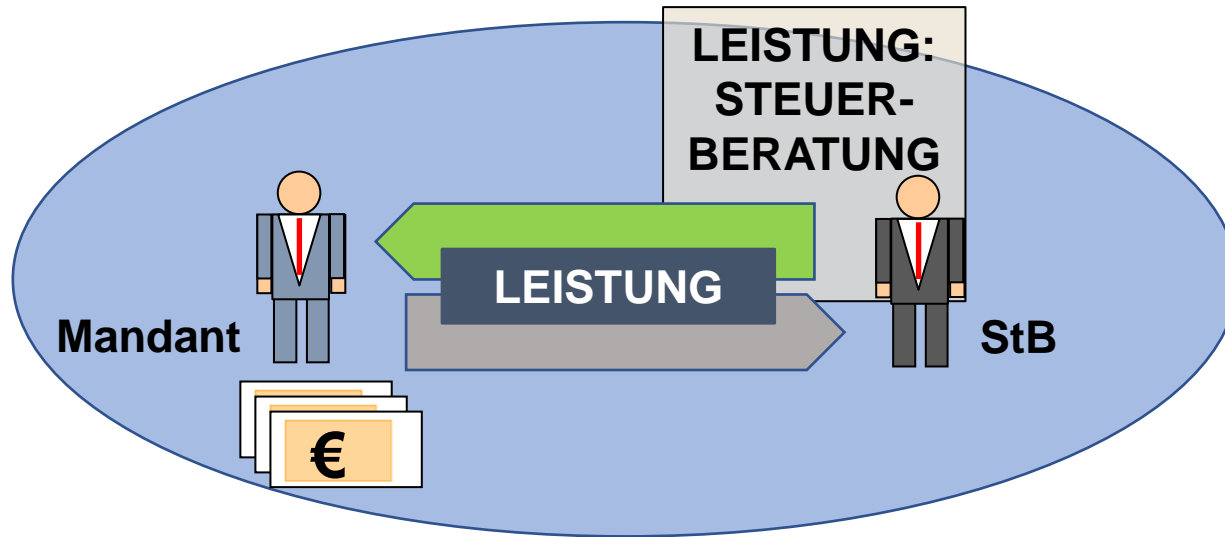 LEISTUNG:
STEUER-
BERATUNG
LEISTUNG
Mandant
StB
€